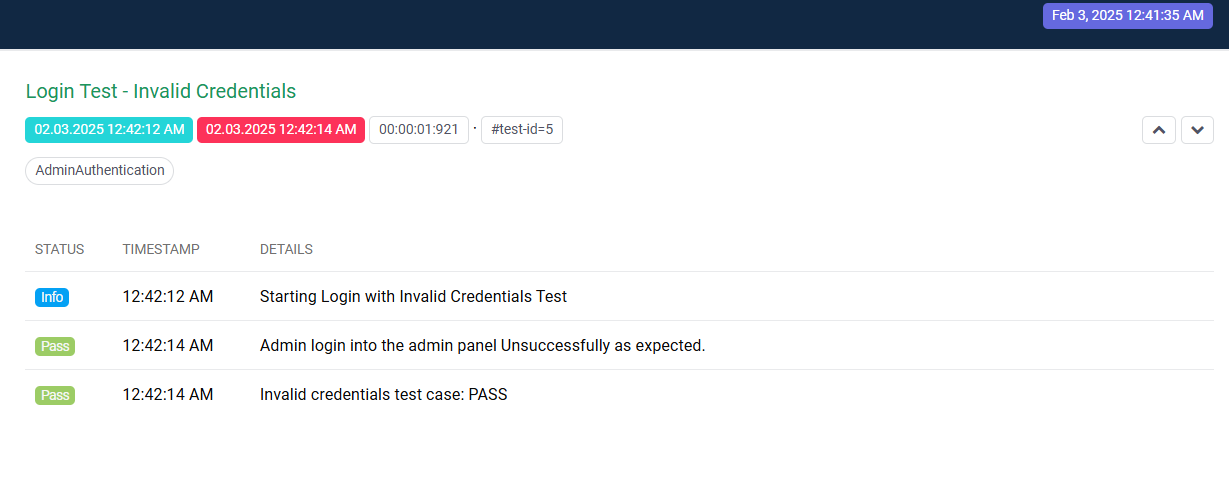 Feb 3, 2025 12:41:35 AM
Login Test - Invalid Credentials
02.03.2025 12:42:12 AM 02.03.2025 12:42:14 AM 00:00:01:921 · #test-id=5
AdminAuthentication
STATUS TIMESTAMP DETAILS
Info 12:42:12 AM Starting Login with Invalid Credentials Test
Pass 12:42:14 AM Admin login into the admin panel Unsuccessfully as expected.
Pass 12:42:14 AM Invalid credentials test case: PASS